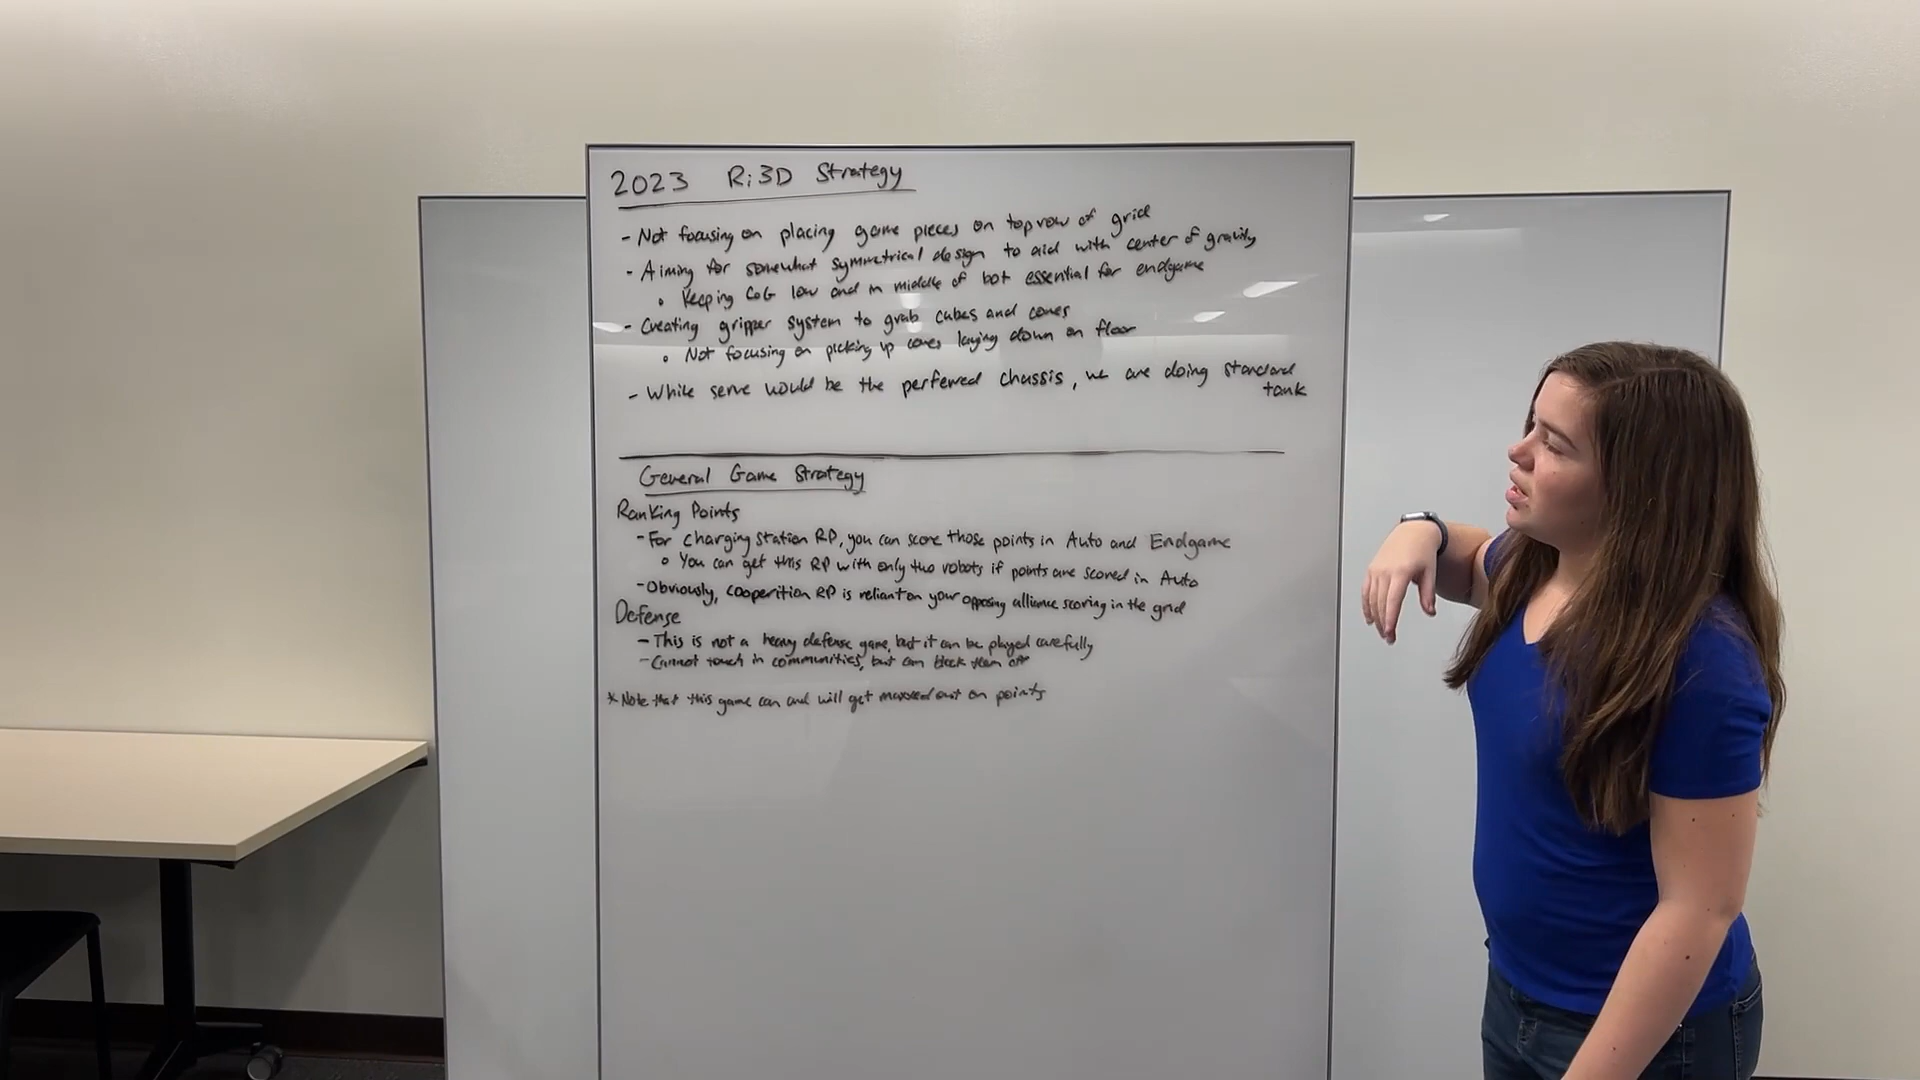 2023 Ri3D Strategy
- Not focusing on placing game pieces on top row of grid
- Aiming for somewhat symmetrical design to aid with center of gravity
◦ Keeping CoG low and in middle of bot essential for endgame
- Creating gripper system to grab cubes and cones
◦ Not focusing on picking up cones laying down on floor
- While serve would be the perferred chassis, we are doing standard
tank
General Game Strategy
Ranking Points
- For charging station RP, you can score those points in Auto and Endgame
◦ You can get this RP with only two robots if points are scored in Auto
- Obviously, cooperition RP is reliant on your opposing alliance scoring in the grid
Defense
- This is not a heavy defense game, but it can be played carefully
- Cannot touch in communities, but can block them off
* Note that this game can and will get maxxed out on points